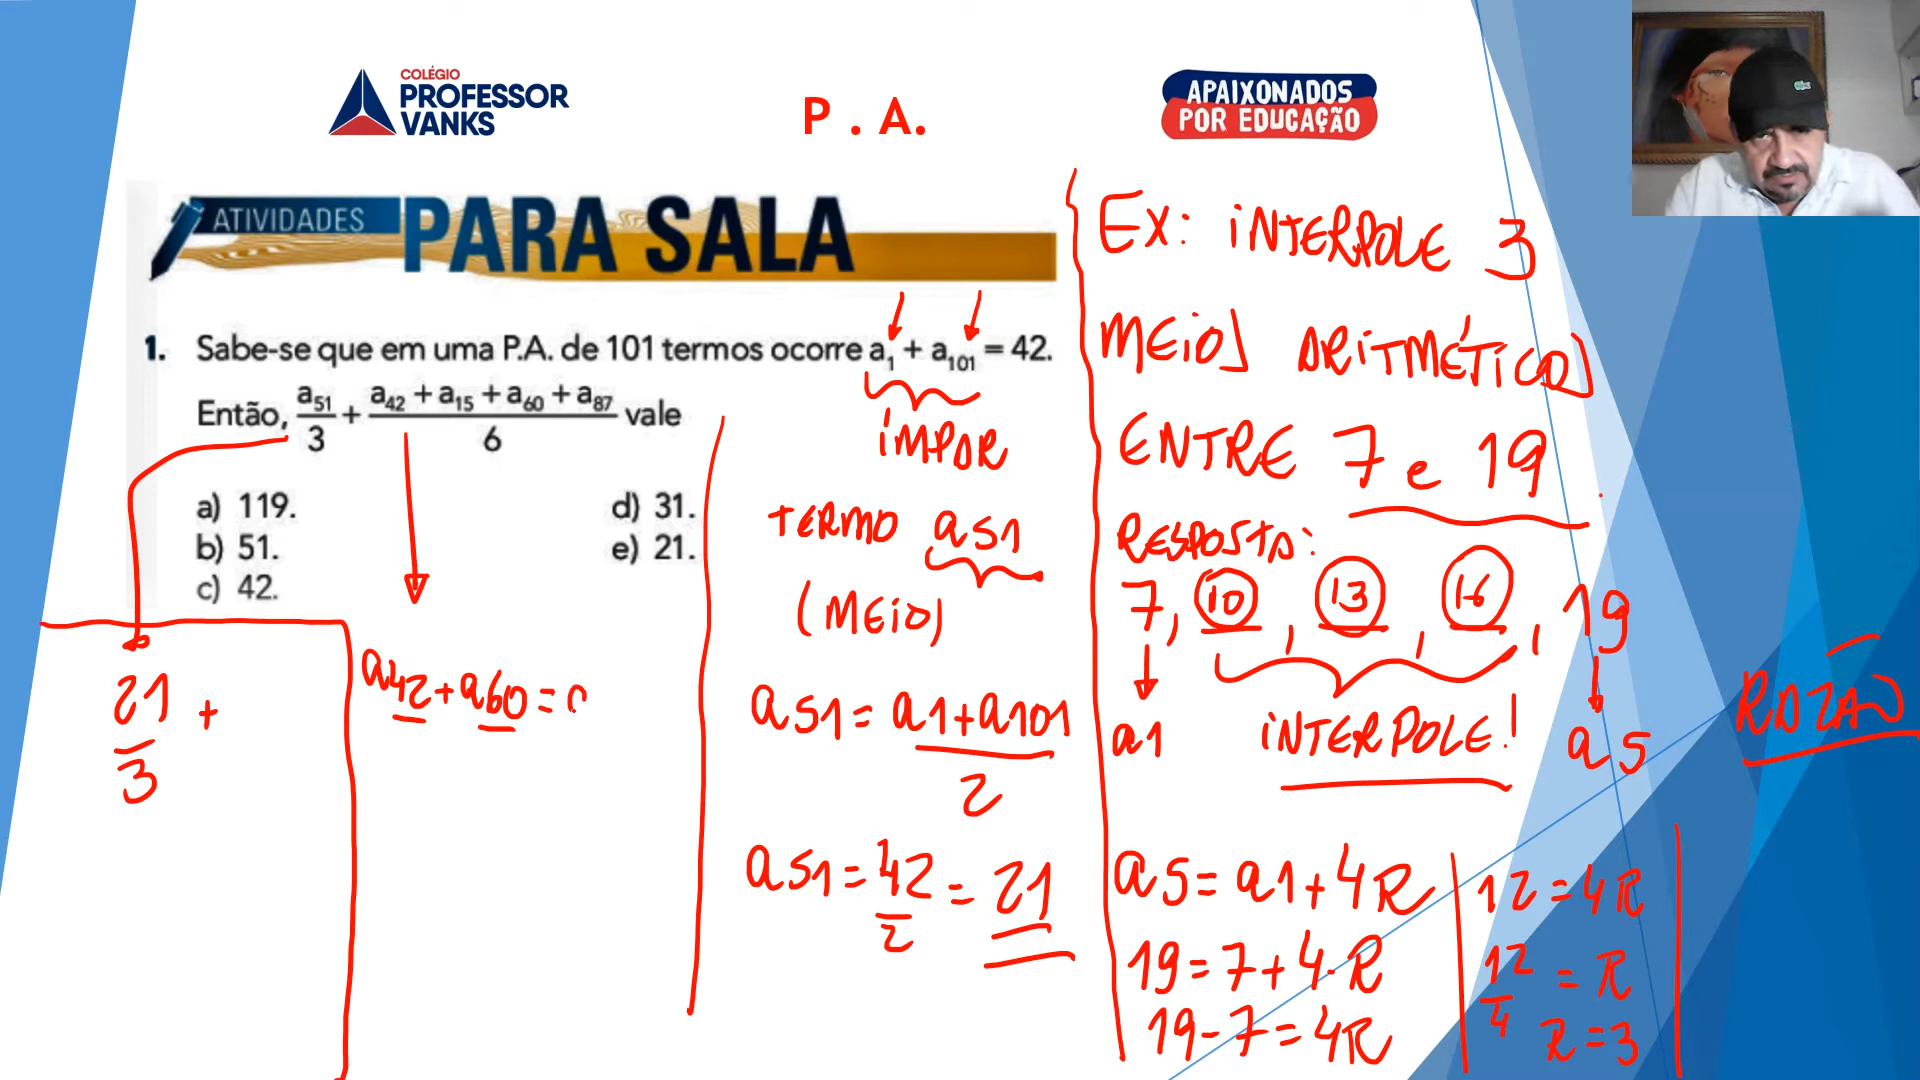 COLÉGIO
PROFESSOR
VANKS
P . A.
APAIXONADOS
POR EDUCAÇÃO
ATIVIDADES PARA SALA
1. Sabe-se que em uma P.A. de 101 termos ocorre a₁ + a₁₀₁ = 42.
Então, a₅₁/3 + (a₄₂ + a₁₅ + a₆₀ + a₈₇)/6 vale
a) 119.
b) 51.
c) 42.
d) 31.
e) 21.
21/3 +
a42+a60=
ÍMPAR
TERMO a51
(MEIO)
a51 = (a1+a101)/2
a51 = 42/2 = 21
EX: INTERPOLE 3
MEIOS ARITMÉTICOS
ENTRE 7 e 19
RESPOSTA:
7, 10, 13, 16, 19
a1 INTERPOLE! a5
RAZÃO
a5=a1+4R
19=7+4.R
19-7=4R
12=4R
12/4 = R
R=3